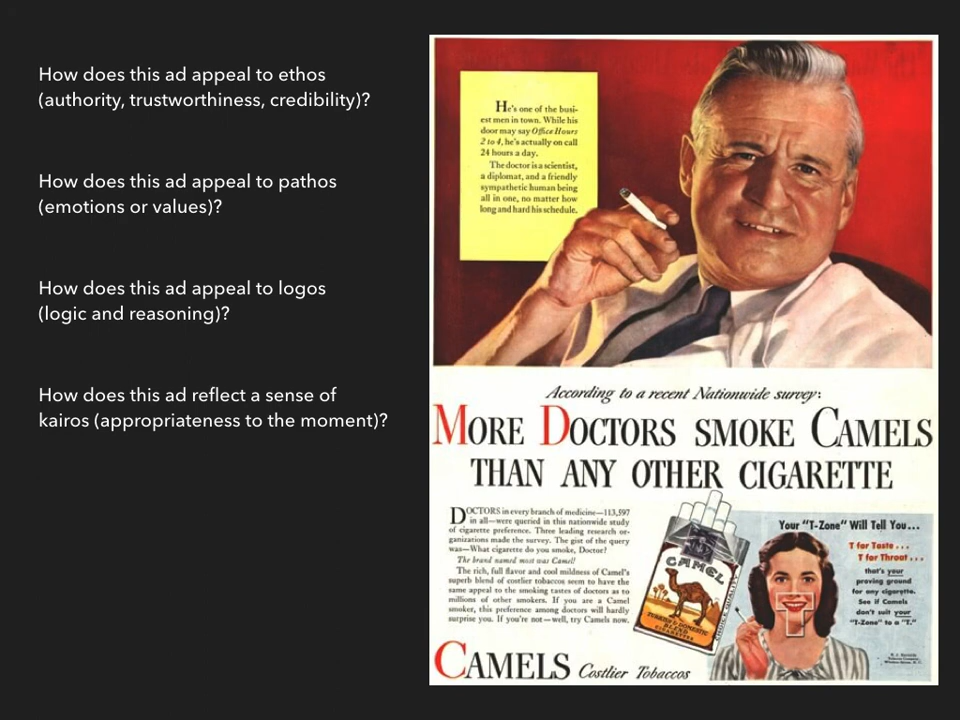 How does this ad appeal to ethos
(authority, trustworthiness, credibility)?
How does this ad appeal to pathos
(emotions or values)?
How does this ad appeal to logos
(logic and reasoning)?
How does this ad reflect a sense of
kairos (appropriateness to the moment)?
He's one of the busi-
est men in town. While his
door may say Office Hours
2 to 4, he's actually on call
24 hours a day.
The doctor is a scientist,
a diplomat, and a friendly
sympathetic human being
all in one, no matter how
long and hard his schedule.
According to a recent Nationwide survey:
MORE DOCTORS SMOKE CAMELS
THAN ANY OTHER CIGARETTE
DOCTORS in every branch of medicine—113,597
in all—were queried in this nationwide study
of cigarette preference. Three leading research or-
ganizations made the survey. The gist of the query
was—What cigarette do you smoke, Doctor?
The brand named most was Camel!
The rich, full flavor and cool mildness of Camel's
superb blend of costlier tobaccos seem to have the
same appeal to the smoking tastes of doctors as to
millions of other smokers. If you are a Camel
smoker, this preference among doctors will hardly
surprise you. If you're not—well, try Camels now.
CAMELS Costlier Tobaccos
CAMEL
TURKISH & DOMESTIC
BLEND
CIGARETTES
CHOICE QUALITY
Your "T-Zone" Will Tell You...
T for Taste...
T for Throat...
that's your
proving ground
for any cigarette.
See if Camels
don't suit your
"T-Zone" to a "T."
T
R. J. Reynolds
Tobacco Company,
Winston-Salem, N. C.